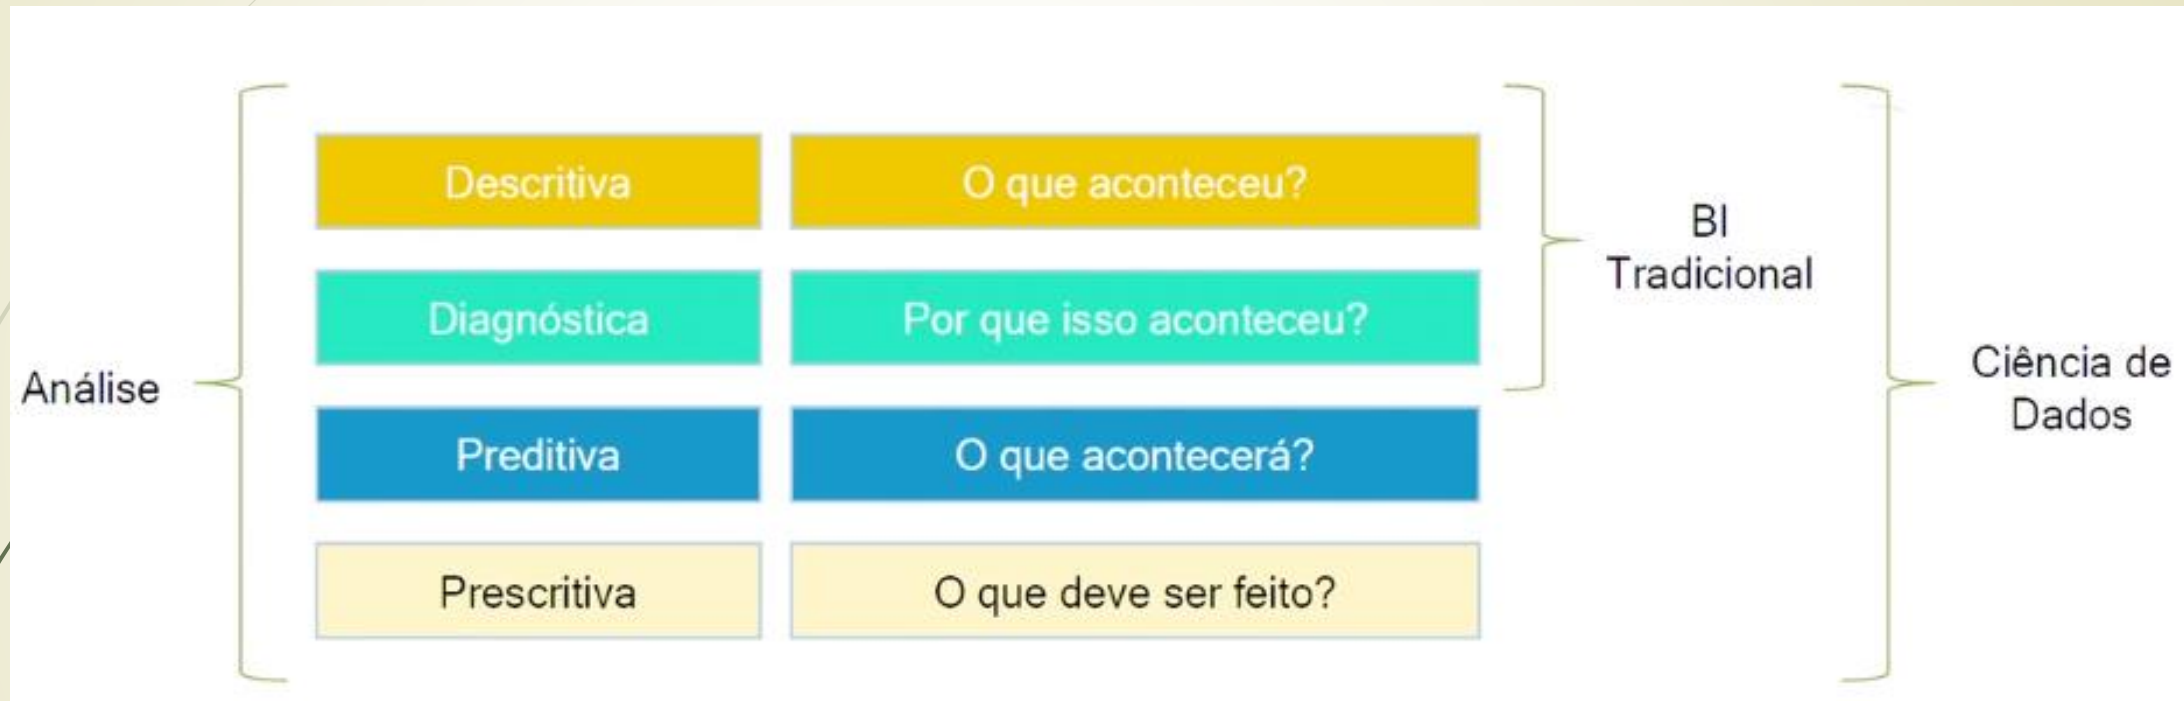 Análise
Descritiva
O que aconteceu?
Diagnóstica
Por que isso aconteceu?
Preditiva
O que acontecerá?
Prescritiva
O que deve ser feito?
BI
Tradicional
Ciência de
Dados